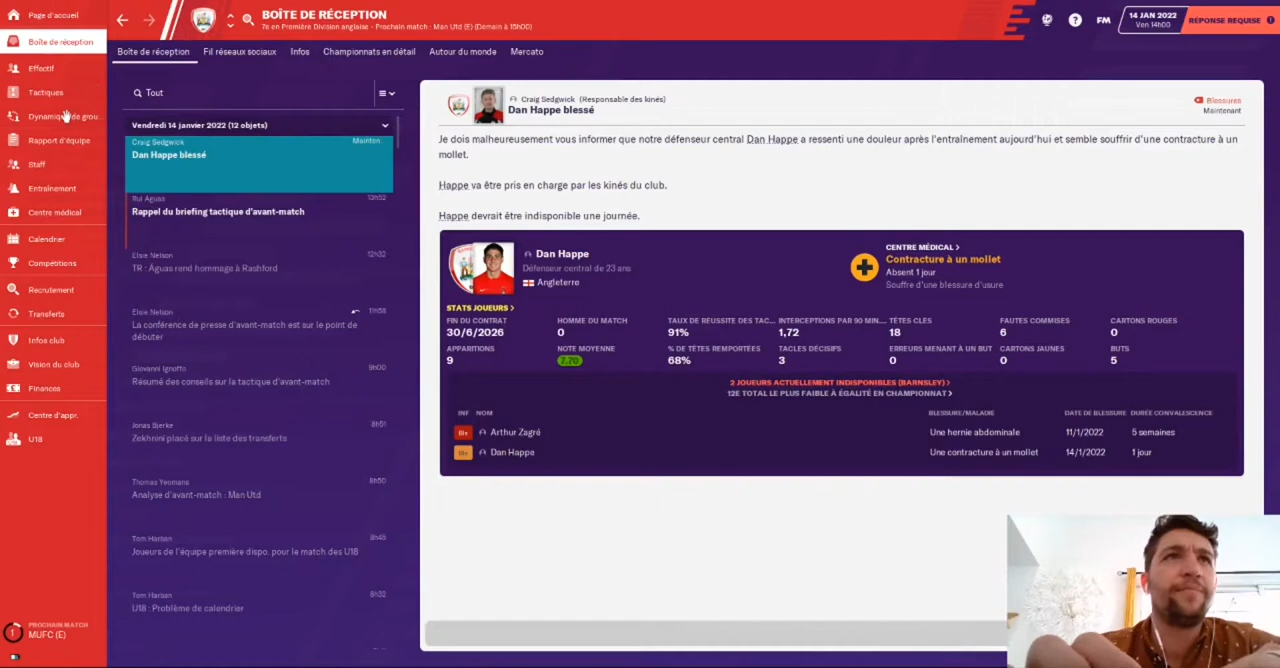 Page d'accueil
BOÎTE DE RÉCEPTION
7e en Première Division anglaise - Prochain match : Man Utd (E) (Demain à 15h00)
FM
14 JAN 2022
Ven 14h00
RÉPONSE REQUISE
Boîte de réception
Effectif
Tactiques
Dynamique de grou...
Rapport d'équipe
Staff
Entraînement
Centre médical
Calendrier
Compétitions
Recrutement
Transferts
Infos club
Vision du club
Finances
Centre d'appr.
U18
PROCHAIN MATCH
MUFC (E)
Boîte de réception
Fil réseaux sociaux
Infos
Championnats en détail
Autour du monde
Mercato
Tout
Vendredi 14 janvier 2022 (12 objets)
Craig Sedgwick
Mainten.
Dan Happe blessé
Rui Águas
13h52
Rappel du briefing tactique d'avant-match
Elsie Nelson
12h32
TR : Águas rend hommage à Rashford
Elsie Nelson
11h58
La conférence de presse d'avant-match est sur le point de
débuter
Giovanni Ignoffo
9h00
Résumé des conseils sur la tactique d'avant-match
Jonas Bjerke
8h51
Zekhnini placé sur la liste des transferts
Thomas Yeomans
8h50
Analyse d'avant-match : Man Utd
Tom Harban
8h45
Joueurs de l'équipe première dispo. pour le match des U18
Tom Harban
8h32
U18 : Problème de calendrier
Craig Sedgwick (Responsable des kinés)
Dan Happe blessé
Blessures
Maintenant
Je dois malheureusement vous informer que notre défenseur central Dan Happe a ressenti une douleur après l'entraînement aujourd'hui et semble souffrir d'une contracture à un
mollet.
Happe va être pris en charge par les kinés du club.
Happe devrait être indisponible une journée.
Dan Happe
Défenseur central de 23 ans
Angleterre
CENTRE MÉDICAL >
Contracture à un mollet
Absent 1 jour
Souffre d'une blessure d'usure
STATS JOUEURS >
FIN DU CONTRAT
HOMME DU MATCH
TAUX DE RÉUSSITE DES TAC...
INTERCEPTIONS PAR 90 MIN...
TÊTES CLÉS
FAUTES COMMISES
CARTONS ROUGES
30/6/2026
0
91%
1,72
18
6
0
APPARITIONS
NOTE MOYENNE
% DE TÊTES REMPORTÉES
TACLES DÉCISIFS
ERREURS MENANT À UN BUT
CARTONS JAUNES
BUTS
9
7.70
68%
3
0
0
5
2 JOUEURS ACTUELLEMENT INDISPONIBLES (BARNSLEY) >
12E TOTAL LE PLUS FAIBLE À ÉGALITÉ EN CHAMPIONNAT >
INF
NOM
BLESSURE/MALADIE
DATE DE BLESSURE
DURÉE CONVALESCENCE
Bls
Arthur Zagré
Une hernie abdominale
11/1/2022
5 semaines
Bls
Dan Happe
Une contracture à un mollet
14/1/2022
1 jour